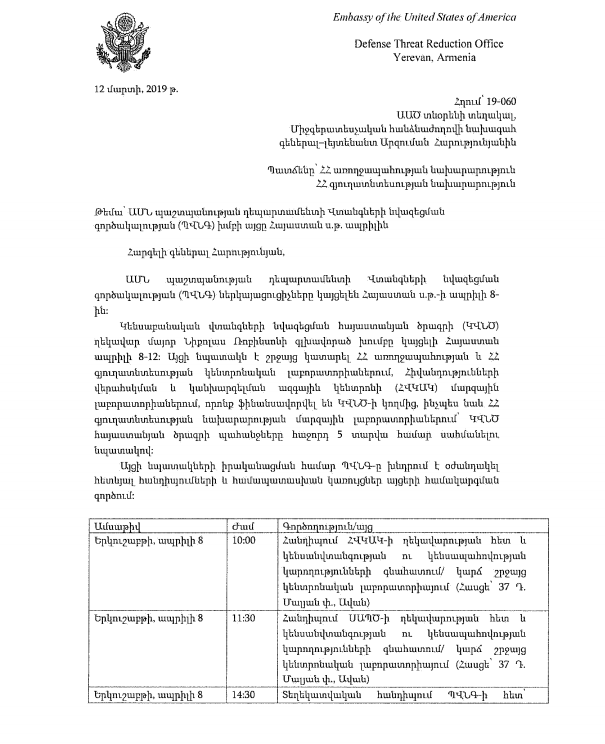 Embassy of the United States of America
Defense Threat Reduction Office
Yerevan, Armenia
12 մարտի, 2019 թ.
Հղում՝ 19-060
ԱԱԾ տնօրենի տեղակալ,
Միջգերատեսչական հանձնաժողովի նախագահ
գեներալ–լեյտենանտ Արզուման Հարությունյանին
Պատճենը՝ ՀՀ առողջապահության նախարարություն
ՀՀ գյուղատնտեսության նախարարություն
Թեմա՝ ԱՄՆ պաշտպանության դեպարտամենտի Վտանգների նվազեցման
գործակալության (ՊՎՆԳ) խմբի այցը Հայաստան ս.թ. ապրիլին
Հարգելի գեներալ Հարությունյան,
ԱՄՆ պաշտպանության դեպարտամենտի Վտանգների նվազեցման
գործակալության (ՊՎՆԳ) ներկայացուցիչները կայցելեն Հայաստան ս.թ.-ի ապրիլի 8-
ին:
Կենսաբանական վտանգների նվազեցման հայաստանյան ծրագրի (ԿՎՆԾ)
ղեկավար մայոր Նիքոլաս Ռոբինսոնի գլխավորած խումբը կայցելի Հայաստան
ապրիլի 8-12: Այցի նպատակն է շրջայց կատարել ՀՀ առողջապահության և ՀՀ
գյուղատնտեսության կենտրոնական լաբորատորիաներում, Հիվանդությունների
վերահսկման և կանխարգելման ազգային կենտրոնի (ՀՎԿԱԿ) մարզային
լաբորատորիաներում, որոնք ֆինանսավորվել են ԿՎՆԾ-ի կողմից, ինչպես նաև ՀՀ
գյուղատնտեսության նախարարության մարզային լաբորատորիաներում՝ ԿՎՆԾ
հայաստանյան ծրագրի պահանջները հաջորդ 5 տարվա համար սահմանելու
նպատակով:
Այցի նպատակների իրականացման համար ՊՎՆԳ-ը խնդրում է օժանդակել
հետևյալ հանդիպումների և համապատասխան կառույցներ այցերի համակարգման
գործում:
Ամսաթիվ Ժամ Գործողություն/այց
Երկուշաբթի, ապրիլի 8 10:00 Հանդիպում ՀՎԿԱԿ-ի ղեկավարության հետ և
կենսանվտանգության ու կենսապահովության
կարողությունների գնահատում/ կարճ շրջայց
կենտրոնական լաբորատորիայում (Հասցե՝ 37 Դ.
Մալյան փ., Ավան)
Երկուշաբթի, ապրիլի 8 11:30 Հանդիպում ՍԱՊԾ-ի ղեկավարության հետ և
կենսանվտանգության ու կենսապահովության
կարողությունների գնահատում/ կարճ շրջայց
կենտրոնական լաբորատորիայում (Հասցե՝ 37 Դ.
Մալյան փ., Ավան)
Երկուշաբթի, ապրիլի 8 14:30 Տեղեկատվական հանդիպում ՊՎՆԳ-ի հետ՝